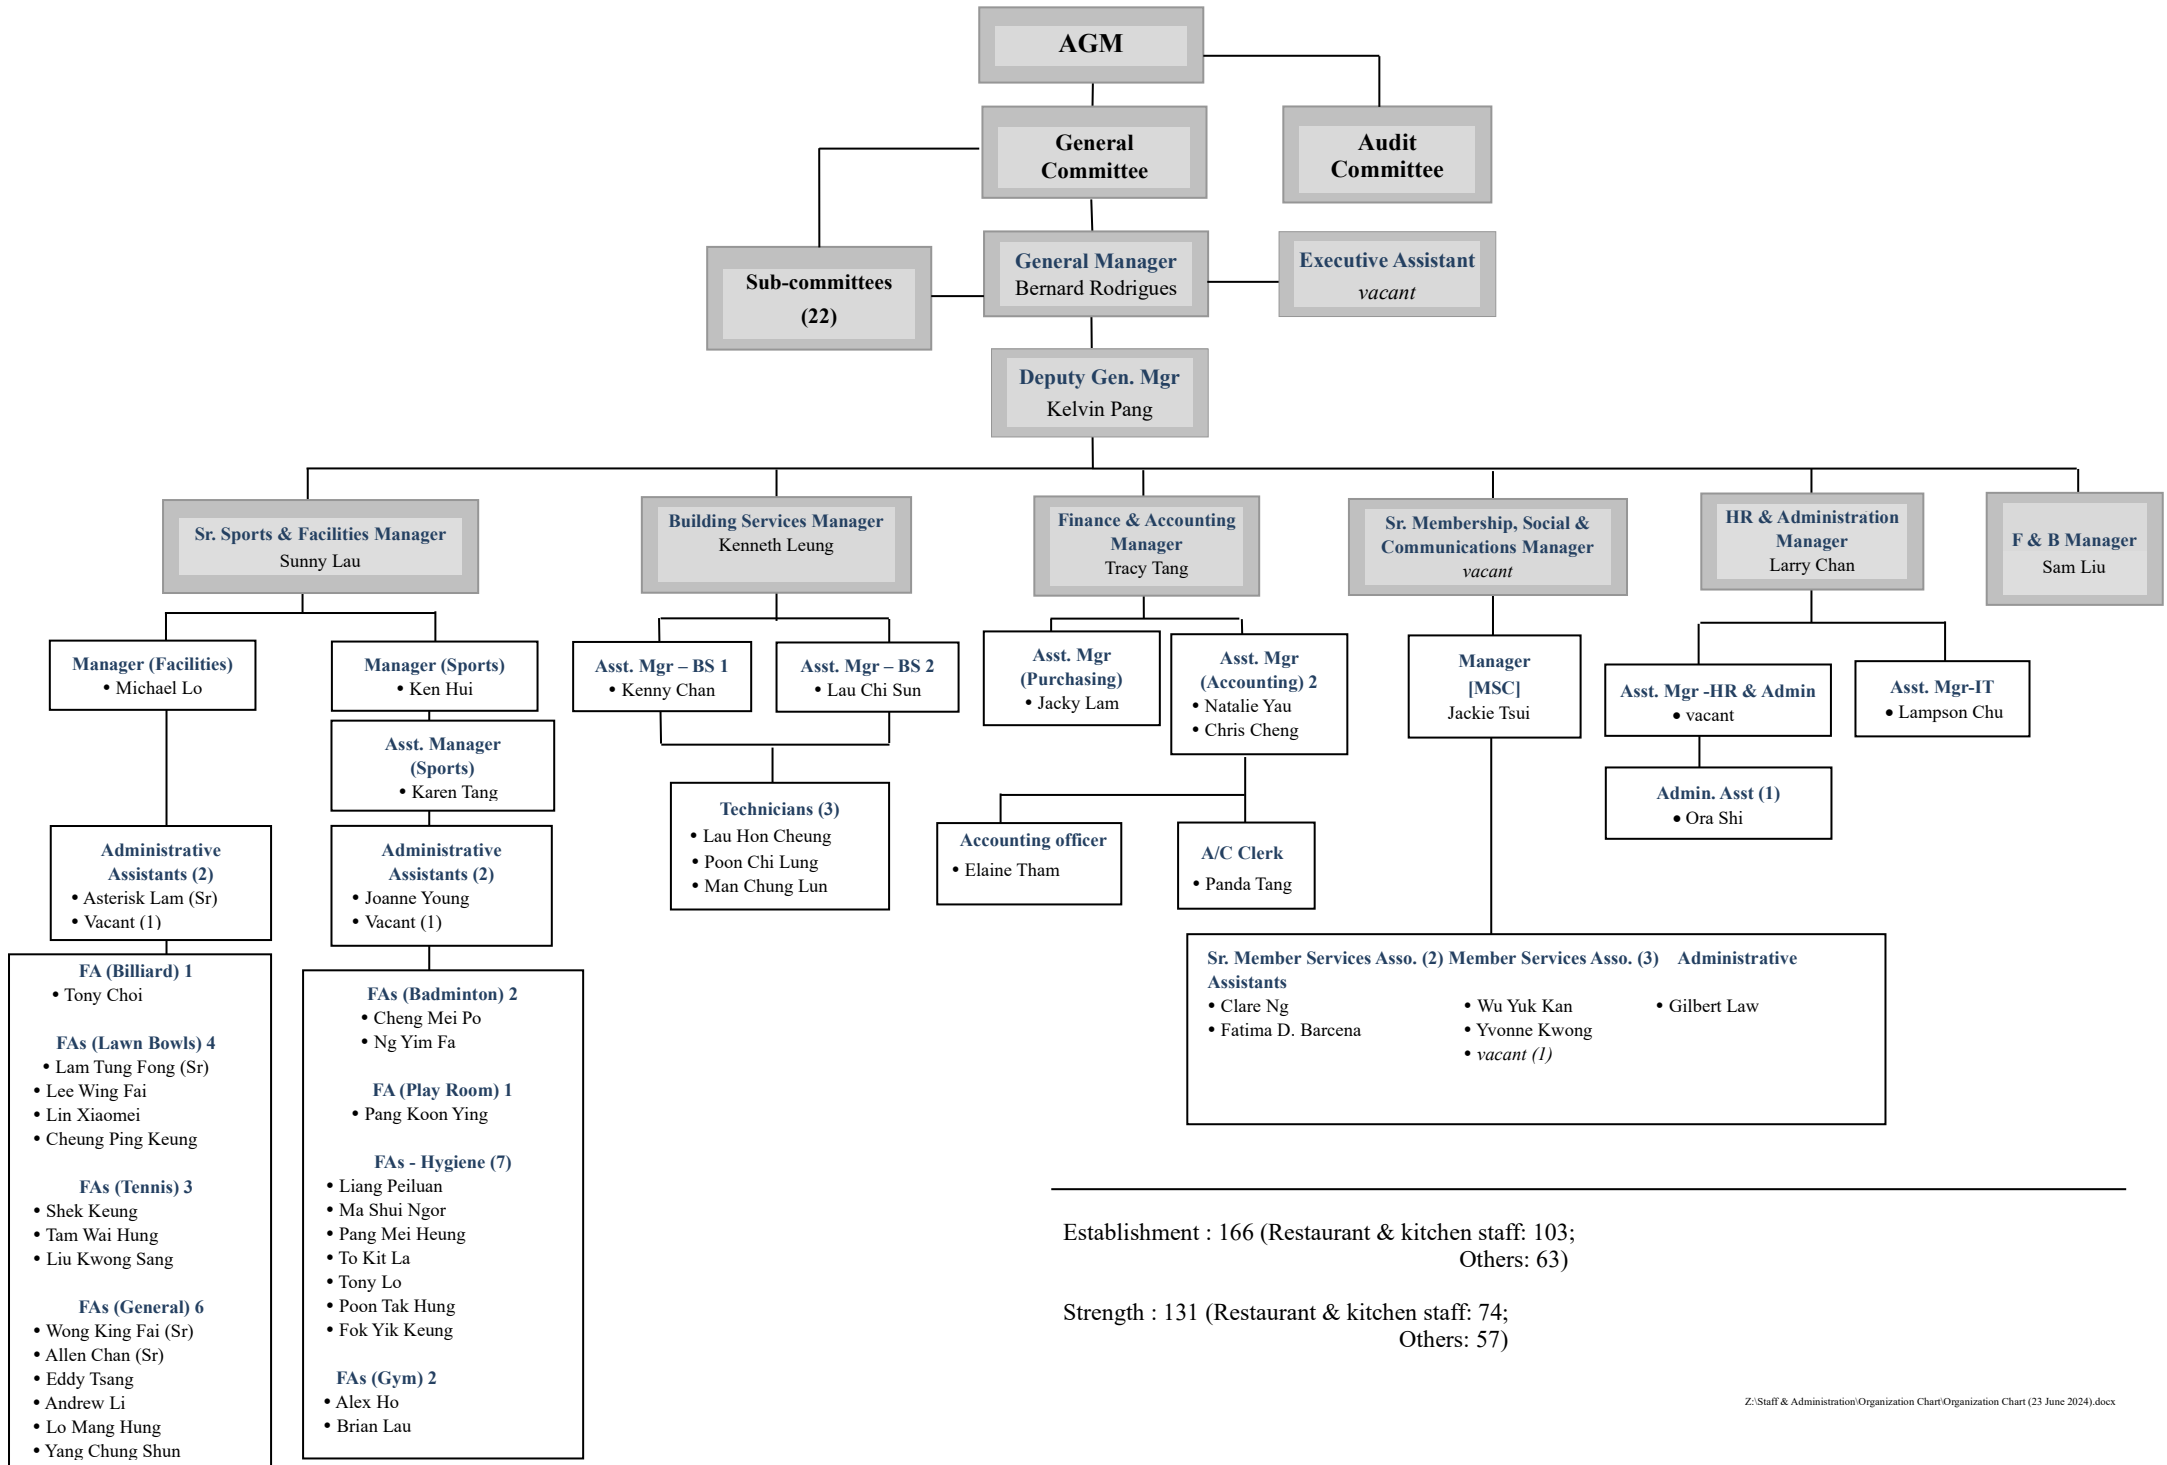 AGM
General
Committee
Audit
Committee
Sub-committees
(22)
General Manager
Bernard Rodrigues
Executive Assistant
vacant
Deputy Gen. Mgr
Kelvin Pang
Sr. Sports & Facilities Manager
Sunny Lau
Building Services Manager
Kenneth Leung
Finance & Accounting
Manager
Tracy Tang
Sr. Membership, Social &
Communications Manager
vacant
HR & Administration
Manager
Larry Chan
F & B Manager
Sam Liu
Manager (Facilities)
• Michael Lo
Manager (Sports)
• Ken Hui
Asst. Manager
(Sports)
• Karen Tang
Asst. Mgr – BS 1
• Kenny Chan
Asst. Mgr – BS 2
• Lau Chi Sun
Asst. Mgr
(Purchasing)
• Jacky Lam
Asst. Mgr
(Accounting) 2
• Natalie Yau
• Chris Cheng
Manager
[MSC]
Jackie Tsui
Asst. Mgr -HR & Admin
• vacant
Asst. Mgr-IT
• Lampson Chu
Admin. Asst (1)
• Ora Shi
Administrative
Assistants (2)
• Asterisk Lam (Sr)
• Vacant (1)
Administrative
Assistants (2)
• Joanne Young
• Vacant (1)
Technicians (3)
• Lau Hon Cheung
• Poon Chi Lung
• Man Chung Lun
Accounting officer
• Elaine Tham
A/C Clerk
• Panda Tang
Sr. Member Services Asso. (2) Member Services Asso. (3) Administrative
Assistants
• Clare Ng • Wu Yuk Kan • Gilbert Law
• Fatima D. Barcena • Yvonne Kwong
• vacant (1)
FA (Billiard) 1
• Tony Choi
FAs (Lawn Bowls) 4
• Lam Tung Fong (Sr)
• Lee Wing Fai
• Lin Xiaomei
• Cheung Ping Keung
FAs (Tennis) 3
• Shek Keung
• Tam Wai Hung
• Liu Kwong Sang
FAs (General) 6
• Wong King Fai (Sr)
• Allen Chan (Sr)
• Eddy Tsang
• Andrew Li
• Lo Mang Hung
• Yang Chung Shun
FAs (Badminton) 2
• Cheng Mei Po
• Ng Yim Fa
FA (Play Room) 1
• Pang Koon Ying
FAs - Hygiene (7)
• Liang Peiluan
• Ma Shui Ngor
• Pang Mei Heung
• To Kit La
• Tony Lo
• Poon Tak Hung
• Fok Yik Keung
FAs (Gym) 2
• Alex Ho
• Brian Lau
Establishment : 166 (Restaurant & kitchen staff: 103;
Others: 63)
Strength : 131 (Restaurant & kitchen staff: 74;
Others: 57)
Z:\Staff & Administration\Organization Chart\Organization Chart (23 June 2024).docx